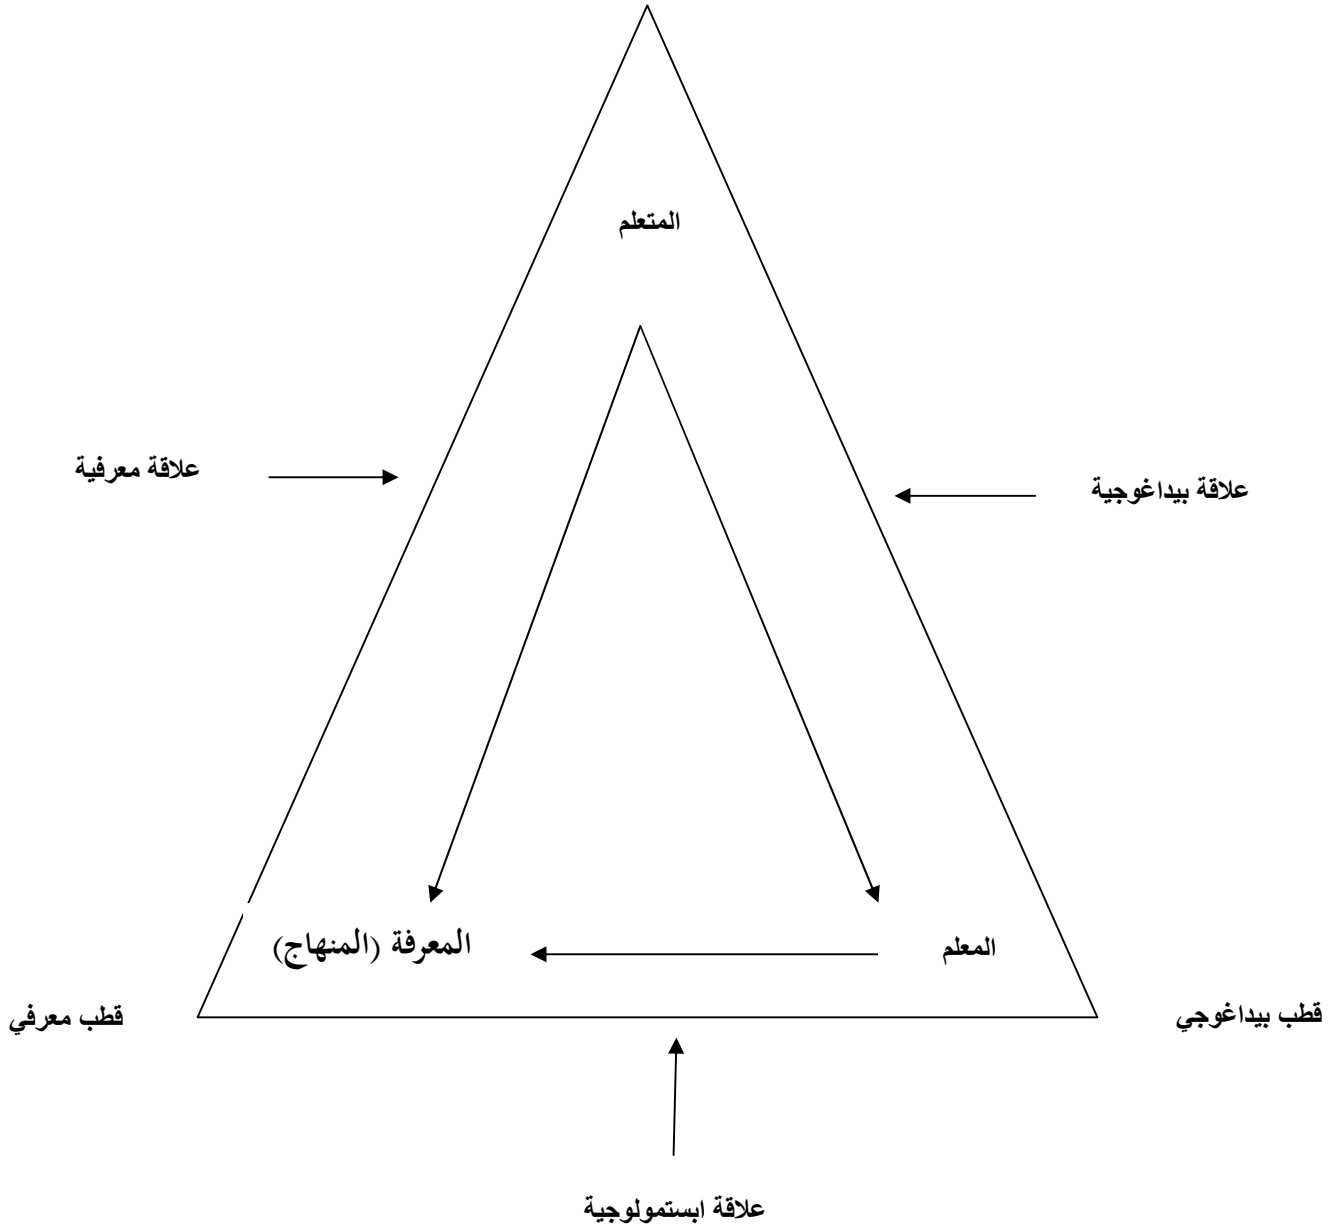 المتعلم
علاقة بيداغوجية
علاقة معرفية
المعلم
المعرفة (المنهاج)
قطب بيداغوجي
قطب معرفي
علاقة ابستمولوجية